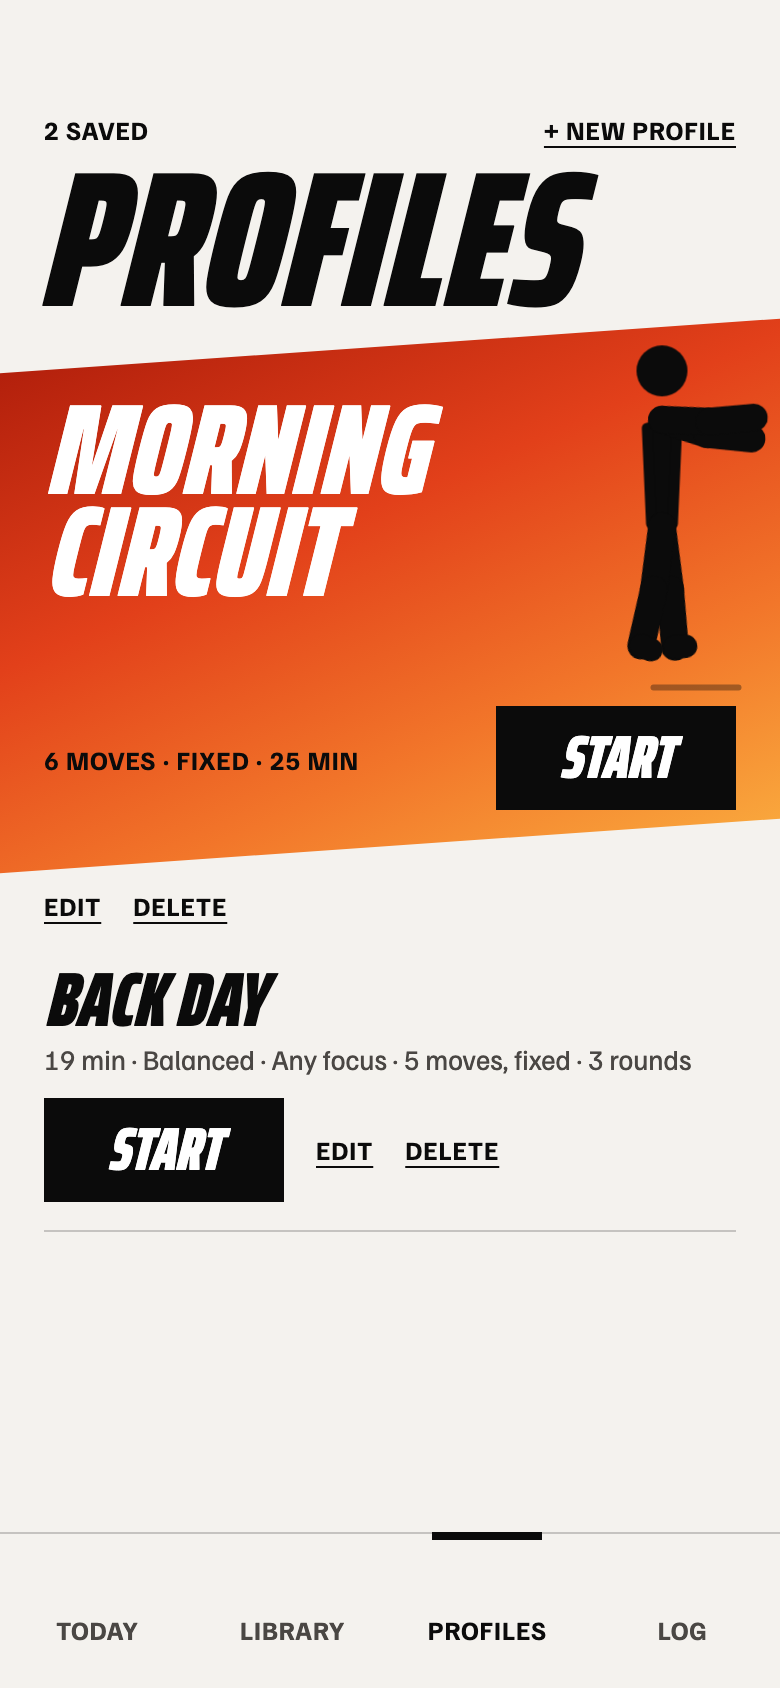 2 SAVED
+ NEW PROFILE
PROFILES
MORNING
CIRCUIT
6 MOVES · FIXED · 25 MIN
START
EDIT
DELETE
BACK DAY
19 min · Balanced · Any focus · 5 moves, fixed · 3 rounds
START
EDIT
DELETE
TODAY
LIBRARY
PROFILES
LOG